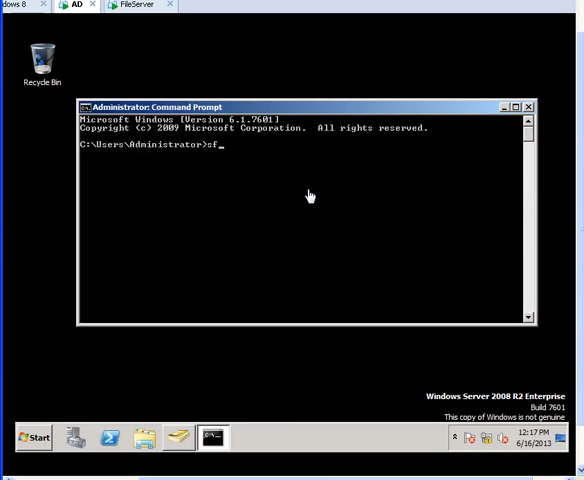 dows 8
AD
FileServer
Recycle Bin
Administrator: Command Prompt
Microsoft Windows [Version 6.1.7601]
Copyright (c) 2009 Microsoft Corporation.  All rights reserved.
C:\Users\Administrator>sf_
Windows Server 2008 R2 Enterprise
Build 7601
This copy of Windows is not genuine
Start
12:17 PM
6/16/2013